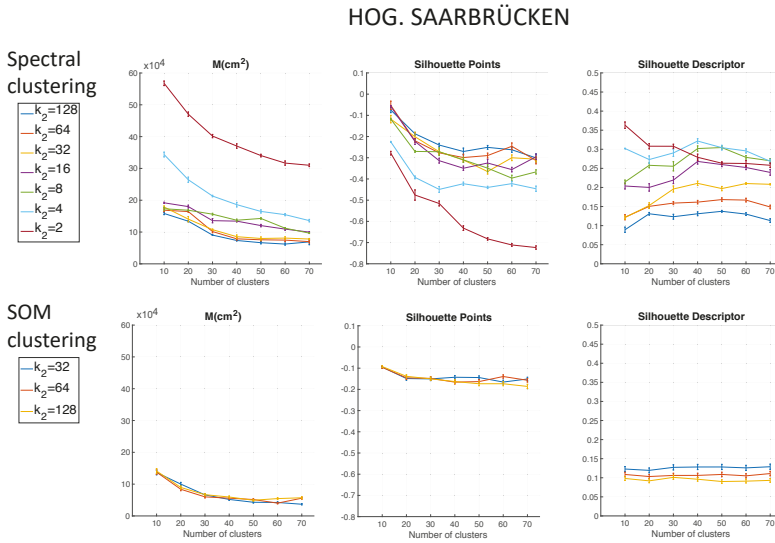 HOG. SAARBRÜCKEN
Spectral
clustering
k2=128
k2=64
k2=32
k2=16
k2=8
k2=4
k2=2
×10^4
M(cm²)
60
50
40
30
20
10
0
10 20 30 40 50 60 70
Number of clusters
Silhouette Points
0.1
0
-0.1
-0.2
-0.3
-0.4
-0.5
-0.6
-0.7
-0.8
10 20 30 40 50 60 70
Number of clusters
Silhouette Descriptor
0.5
0.45
0.4
0.35
0.3
0.25
0.2
0.15
0.1
0.05
0
10 20 30 40 50 60 70
Number of clusters
SOM
clustering
k2=32
k2=64
k2=128
×10^4
M(cm²)
60
50
40
30
20
10
0
10 20 30 40 50 60 70
Number of clusters
Silhouette Points
0.1
0
-0.1
-0.2
-0.3
-0.4
-0.5
-0.6
-0.7
-0.8
10 20 30 40 50 60 70
Number of clusters
Silhouette Descriptor
0.5
0.45
0.4
0.35
0.3
0.25
0.2
0.15
0.1
0.05
0
10 20 30 40 50 60 70
Number of clusters